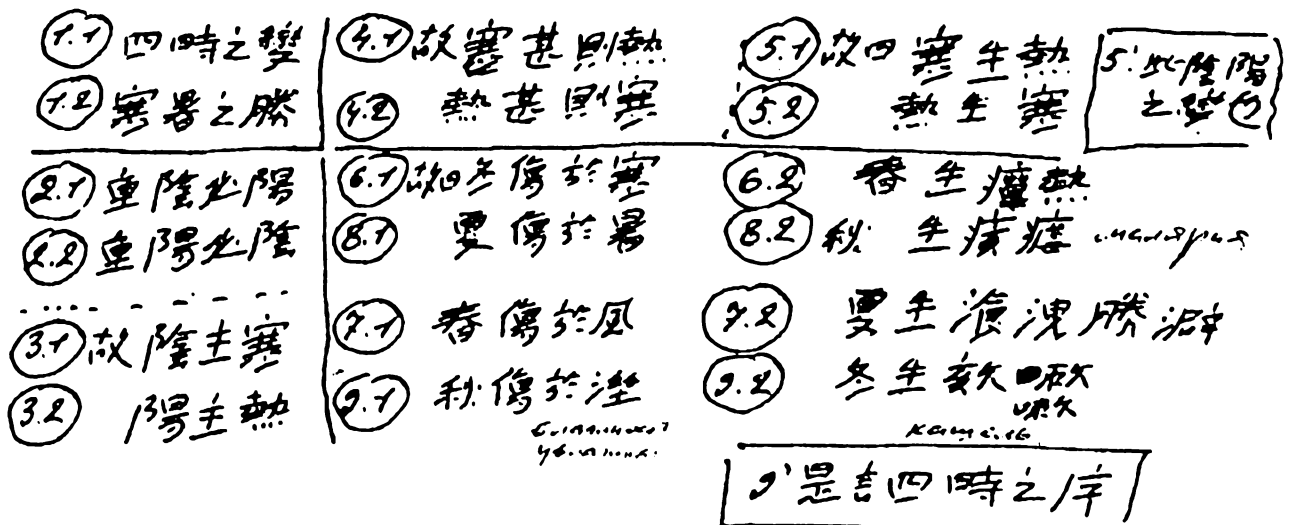 1.1 四時之變 4.1 故寒甚則熱 5.1 故曰寒生熱 5' 此陰陽
1.2 寒暑之勝 4.2 熱甚則寒 5.2 熱生寒 之變也
2.1 重陰必陽 6.1 故曰冬傷於寒 6.2 春生癉熱
2.2 重陽必陰 8.1 夏傷於暑 8.2 秋生痎瘧 малярия
3.1 故陰主寒 7.1 春傷於風 7.2 夏生飧洩腸澼
3.2 陽主熱 9.1 秋傷於溼 9.2 冬生欬嗽
кашель
9' 是言四時之序